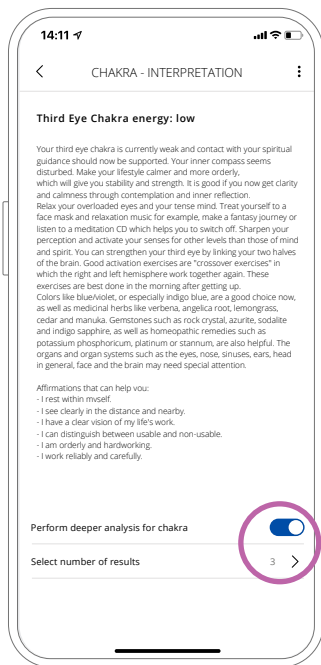 14:11
CHAKRA - INTERPRETATION
Third Eye Chakra energy: low
Your third eye chakra is currently weak and contact with your spiritual
guidance should now be supported. Your inner compass seems
disturbed. Make your lifestyle calmer and more orderly,
which will give you stability and strength. It is good if you now get clarity
and calmness through contemplation and inner reflection.
Relax your overloaded eyes and your tense mind. Treat yourself to a
face mask and relaxation music for example, make a fantasy journey or
listen to a meditation CD which helps you to switch off. Sharpen your
perception and activate your senses for other levels than those of mind
and spirit. You can strengthen your third eye by linking your two halves
of the brain. Good activation exercises are "crossover exercises" in
which the right and left hemisphere work together again. These
exercises are best done in the morning after getting up.
Colors like blue/violet, or especially indigo blue, are a good choice now,
as well as medicinal herbs like verbena, angelica root, lemongrass,
cedar and manuka. Gemstones such as rock crystal, azurite, sodalite
and indigo sapphire, as well as homeopathic remedies such as
potassium phosphoricum, platinum or stannum, are also helpful. The
organs and organ systems such as the eyes, nose, sinuses, ears, head
in general, face and the brain may need special attention.
Affirmations that can help you:
- I rest within myself.
- I see clearly in the distance and nearby.
- I have a clear vision of my life's work.
- I can distinguish between usable and non-usable.
- I am orderly and hardworking.
- I work reliably and carefully.
Perform deeper analysis for chakra
Select number of results 3